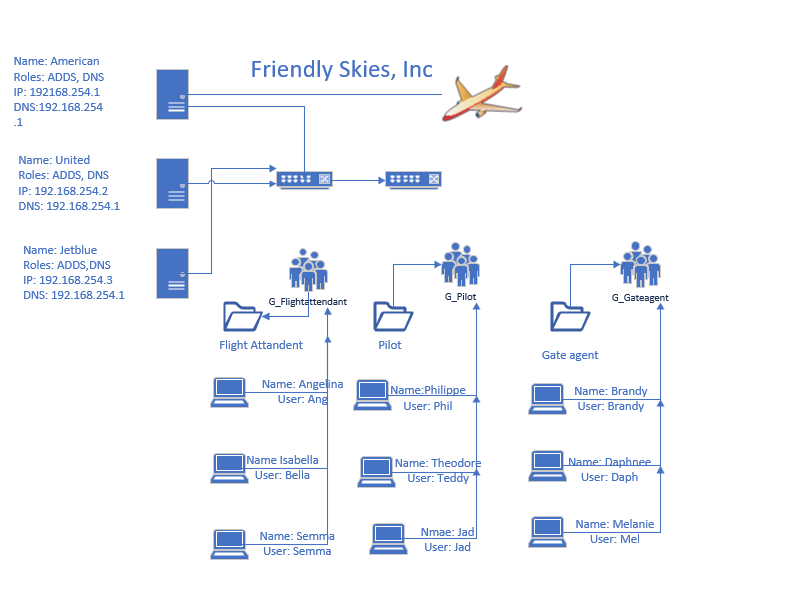 Friendly Skies, Inc
Name: American
Roles: ADDS, DNS
IP: 192168.254.1
DNS:192.168.254
.1
Name: United
Roles: ADDS, DNS
IP: 192.168.254.2
DNS: 192.168.254.1
Name: Jetblue
Roles: ADDS,DNS
IP: 192.168.254.3
DNS: 192.168.254.1
G_Flightattendant
G_Pilot
G_Gateagent
Flight Attandent
Pilot
Gate agent
Name: Angelina
User: Ang
Name:Philippe
User: Phil
Name: Brandy
User: Brandy
Name Isabella
User: Bella
Name: Theodore
User: Teddy
Name: Daphnee
User: Daph
Name: Semma
User: Semma
Nmae: Jad
User: Jad
Name: Melanie
User: Mel